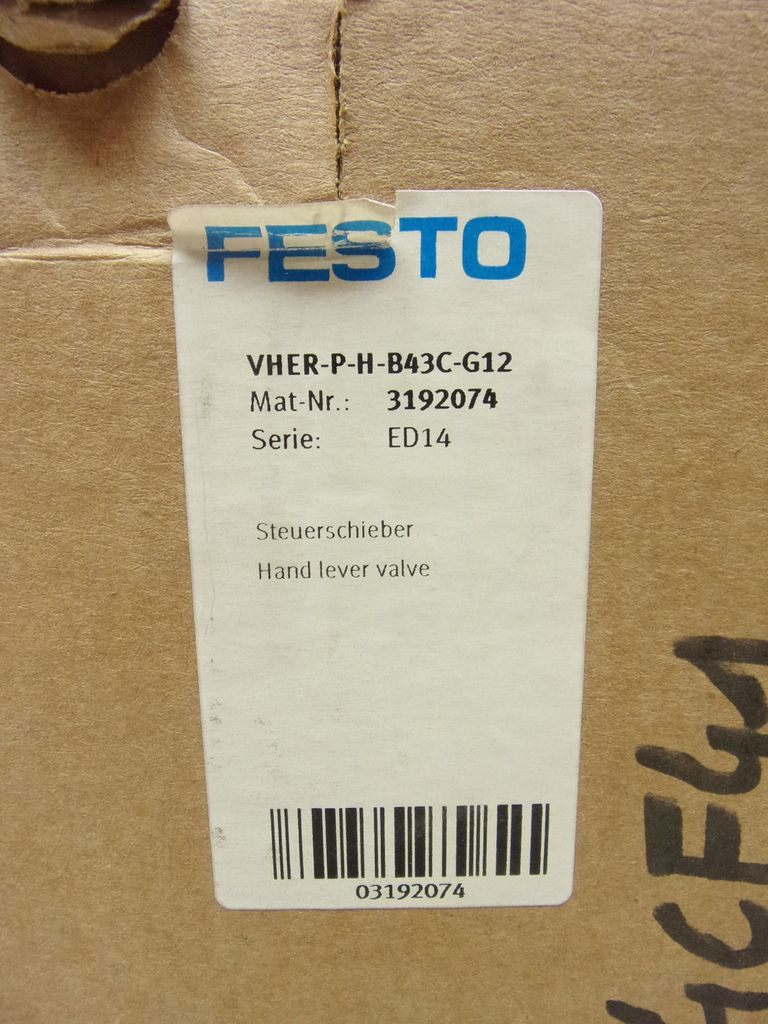 FESTO
VHER-P-H-B43C-G12
Mat-Nr.: 3192074
Serie: ED14
Steuerschieber
Hand lever valve
03192074